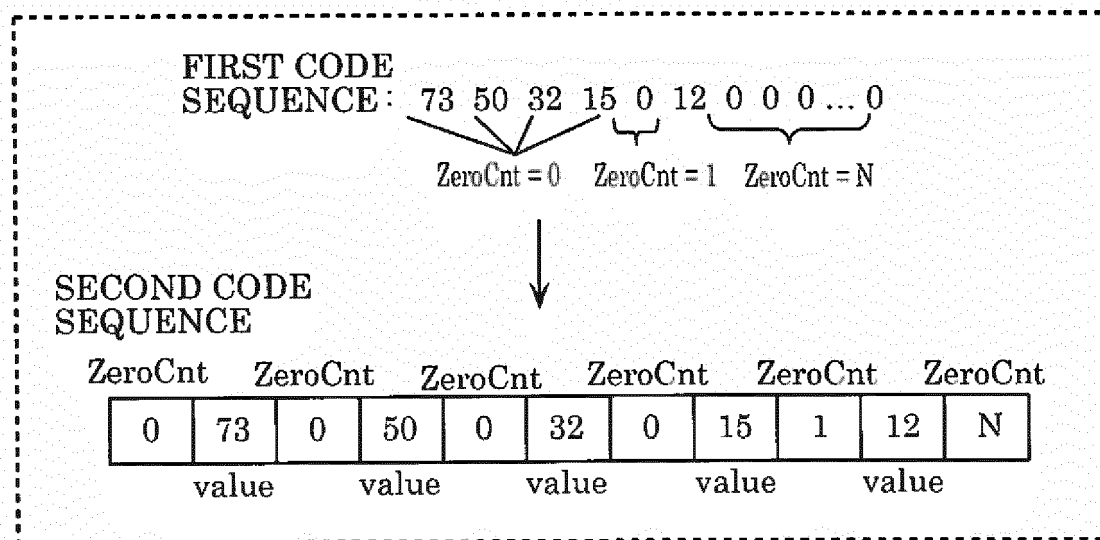 FIRST CODE
SEQUENCE: 73 50 32 15 0 12 0 0 0 ... 0
ZeroCnt = 0 ZeroCnt = 1 ZeroCnt = N
SECOND CODE
SEQUENCE
ZeroCnt ZeroCnt ZeroCnt ZeroCnt ZeroCnt ZeroCnt
0 73 0 50 0 32 0 15 1 12 N
value value value value value